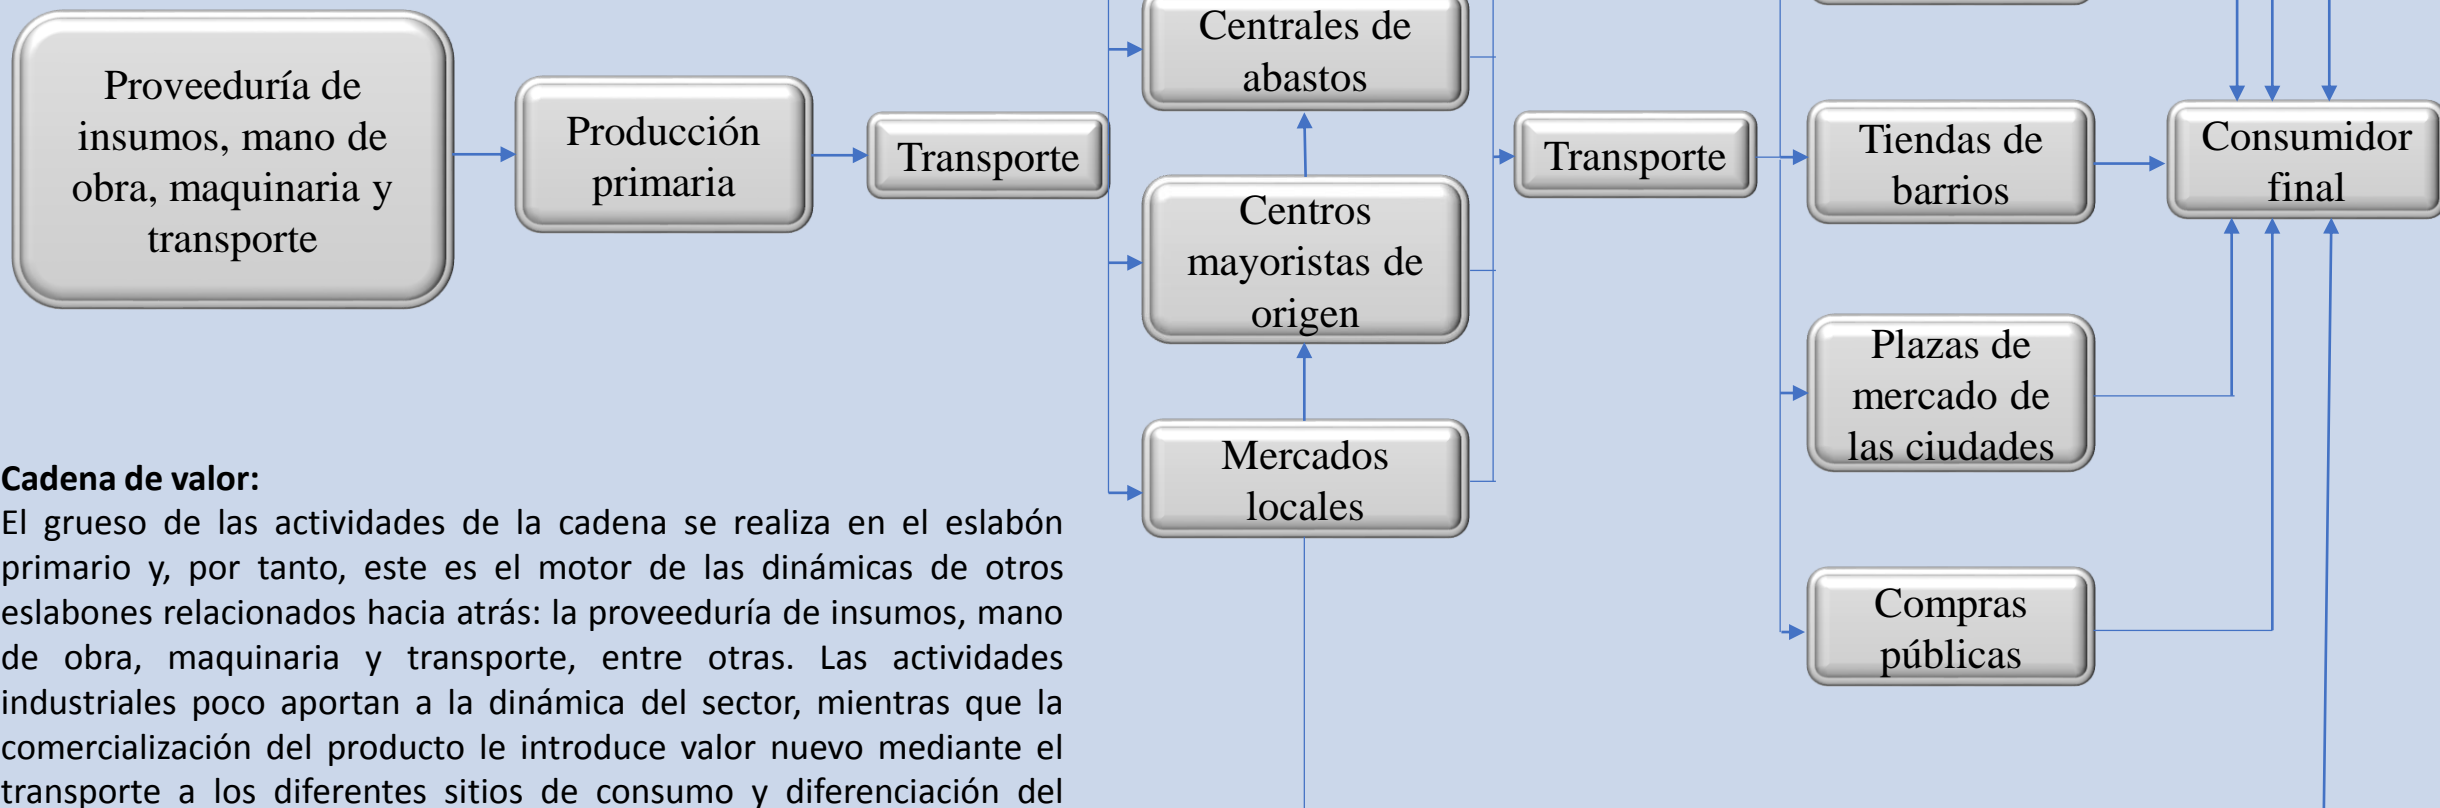 Proveeduría de
insumos, mano de
obra, maquinaria y
transporte
Producción
primaria
Transporte
Centrales de
abastos
Centros
mayoristas de
origen
Mercados
locales
Transporte
Tiendas de
barrios
Plazas de
mercado de
las ciudades
Compras
públicas
Consumidor
final
Cadena de valor:
El grueso de las actividades de la cadena se realiza en el eslabón
primario y, por tanto, este es el motor de las dinámicas de otros
eslabones relacionados hacia atrás: la proveeduría de insumos, mano
de obra, maquinaria y transporte, entre otras. Las actividades
industriales poco aportan a la dinámica del sector, mientras que la
comercialización del producto le introduce valor nuevo mediante el
transporte a los diferentes sitios de consumo y diferenciación del